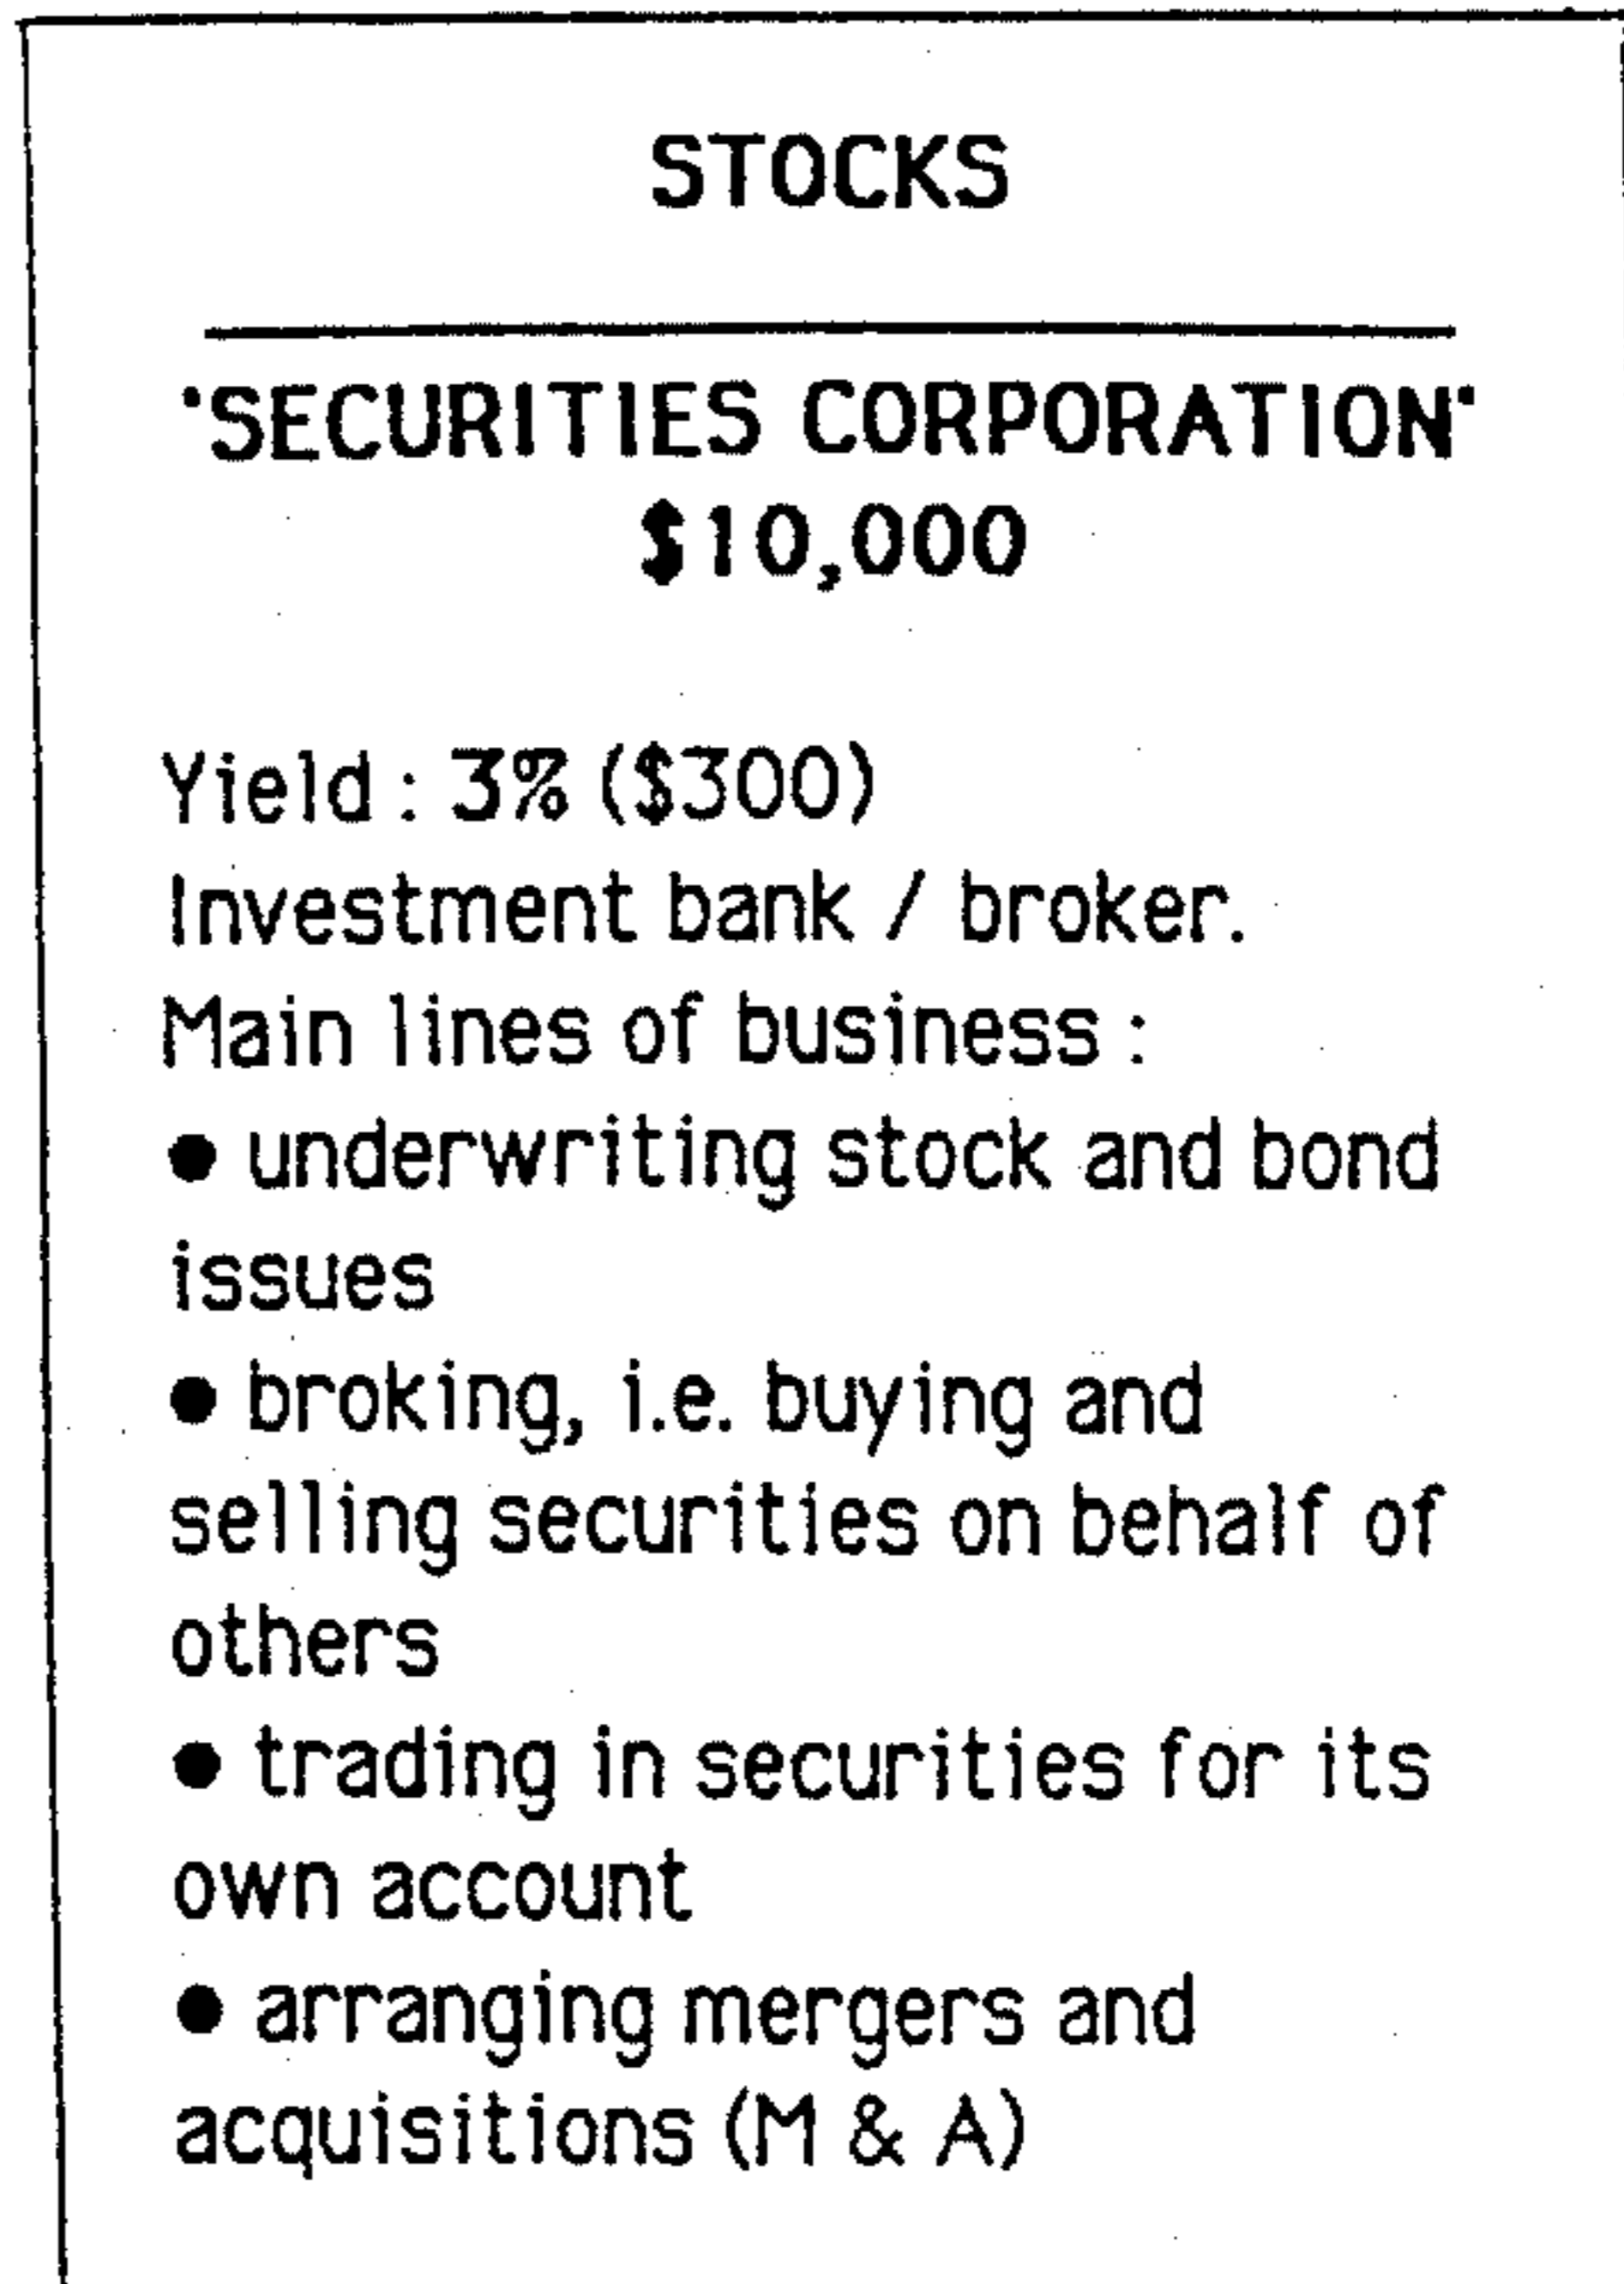 STOCKS
"SECURITIES CORPORATION"
$10,000
Yield : 3% ($300)
Investment bank / broker.
Main lines of business :
● underwriting stock and bond
issues
● broking, i.e. buying and
selling securities on behalf of
others
● trading in securities for its
own account
● arranging mergers and
acquisitions (M & A)